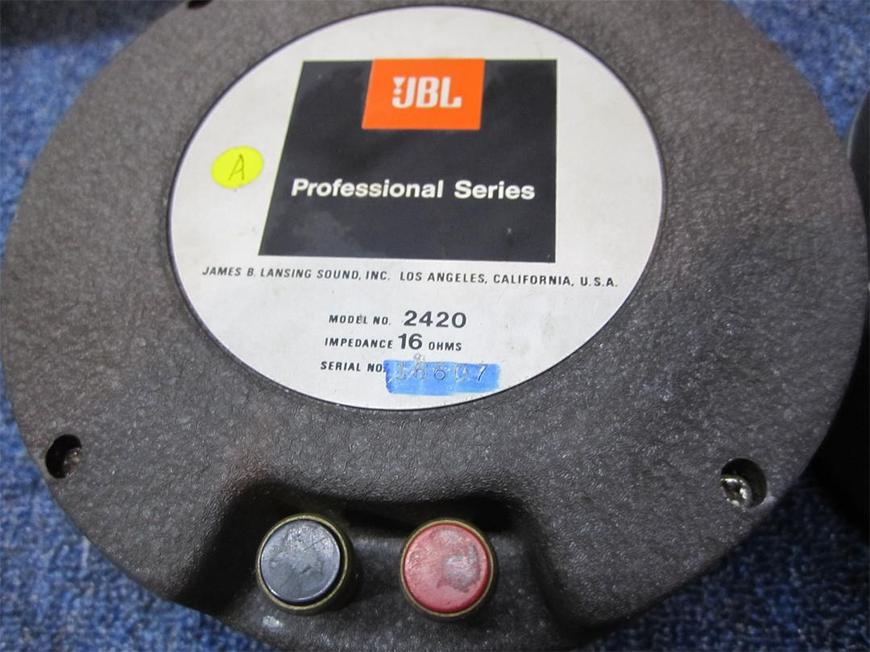 JBL
A
Professional Series
JAMES B. LANSING SOUND, INC. LOS ANGELES, CALIFORNIA, U.S.A.
MODEL NO. 2420
IMPEDANCE 16 OHMS
SERIAL NO.